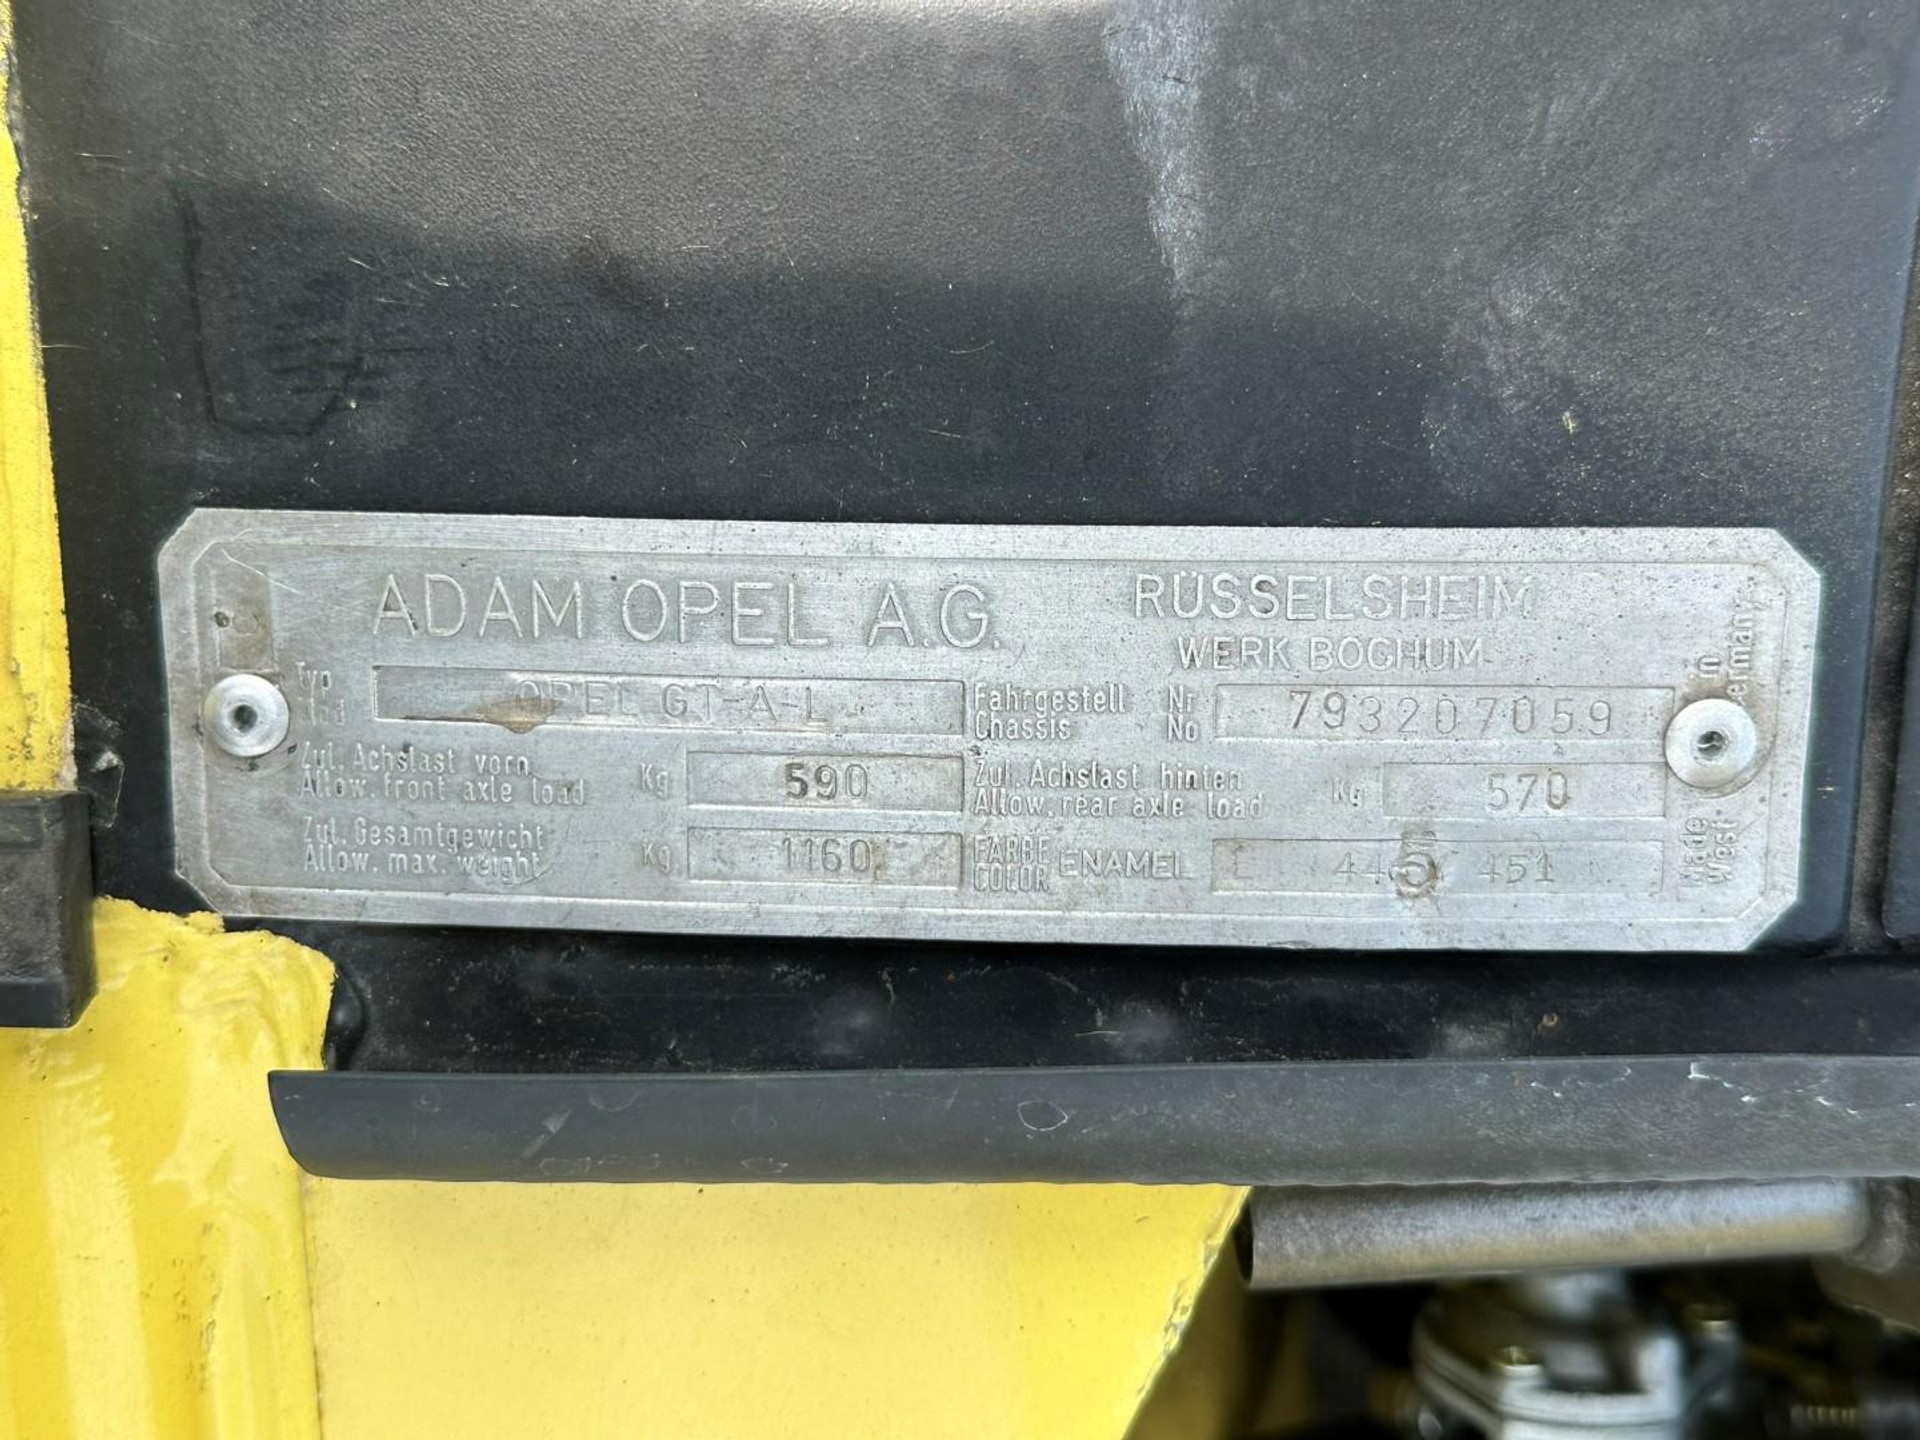 ADAM OPEL A.G.
RÜSSELSHEIM
WERK BOCHUM
Typ
Mod
OPEL GT-A-L
Fahrgestell Nr
Chassis No
793207059
Zul. Achslast vorn
Allow. front axle load
Kg
590
Zul. Achslast hinten
Allow. rear axle load
Kg
570
Zul. Gesamtgewicht
Allow. max. weight
Kg
1160
FARBE
COLOR
ENAMEL
L 445 451
Made in
West Germany